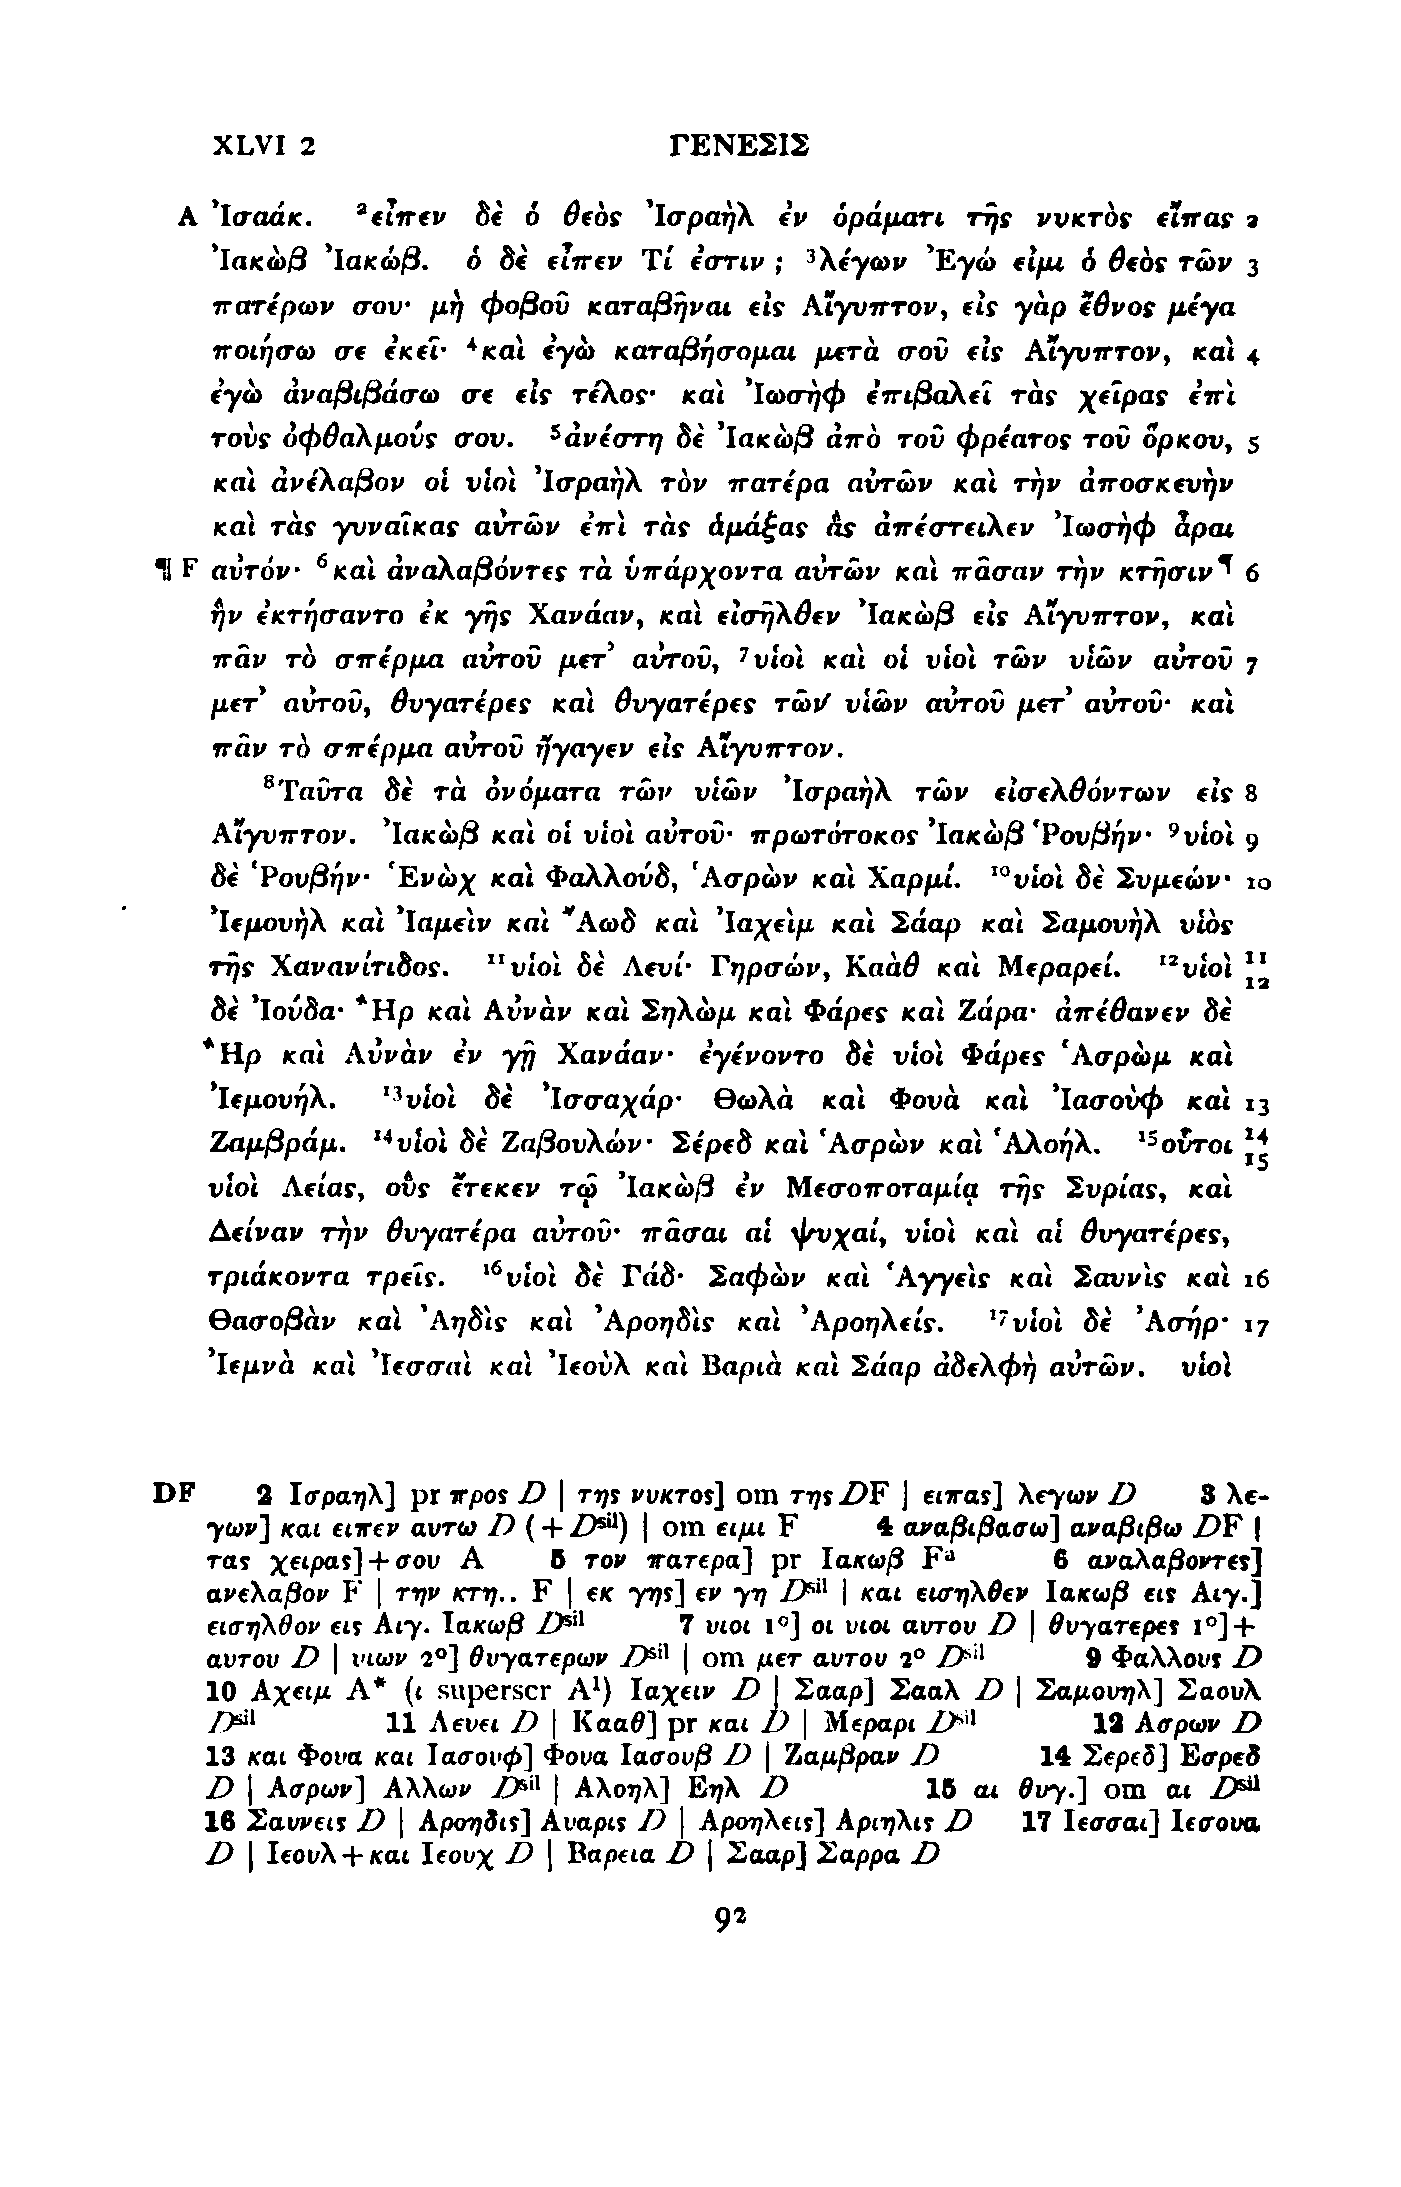 XLVI 2 ΓΕΝΕΣΙΣ
A Ἰσαάκ. ²εἶπεν δὲ ὁ θεὸς Ἰσραὴλ ἐν ὁράματι τῆς νυκτὸς εἴπας 2
Ἰακὼβ Ἰακώβ. ὁ δὲ εἶπεν Τί ἐστιν ; ³λέγων Ἐγώ εἰμι ὁ θεὸς τῶν 3
πατέρων σου· μὴ φοβοῦ καταβῆναι εἰς Αἴγυπτον, εἰς γὰρ ἔθνος μέγα
ποιήσω σε ἐκεῖ· ⁴καὶ ἐγὼ καταβήσομαι μετὰ σοῦ εἰς Αἴγυπτον, καὶ 4
ἐγὼ ἀναβιβάσω σε εἰς τέλος· καὶ Ἰωσὴφ ἐπιβαλεῖ τὰς χεῖρας ἐπὶ
τοὺς ὀφθαλμούς σου. ⁵ἀνέστη δὲ Ἰακὼβ ἀπὸ τοῦ φρέατος τοῦ ὅρκου, 5
καὶ ἀνέλαβον οἱ υἱοὶ Ἰσραὴλ τὸν πατέρα αὐτῶν καὶ τὴν ἀποσκευὴν
καὶ τὰς γυναῖκας αὐτῶν ἐπὶ τὰς ἁμάξας ἃς ἀπέστειλεν Ἰωσὴφ ἆραι
¶ F αὐτόν· ⁶καὶ ἀναλαβόντες τὰ ὑπάρχοντα αὐτῶν καὶ πᾶσαν τὴν κτῆσιν¶ 6
ἣν ἐκτήσαντο ἐκ γῆς Χανάαν, καὶ εἰσῆλθεν Ἰακὼβ εἰς Αἴγυπτον, καὶ
πᾶν τὸ σπέρμα αὐτοῦ μετ’ αὐτοῦ, ⁷υἱοὶ καὶ οἱ υἱοὶ τῶν υἱῶν αὐτοῦ 7
μετ’ αὐτοῦ, θυγατέρες καὶ θυγατέρες τῶν υἱῶν αὐτοῦ μετ’ αὐτοῦ· καὶ
πᾶν τὸ σπέρμα αὐτοῦ ἤγαγεν εἰς Αἴγυπτον.
⁸Ταῦτα δὲ τὰ ὀνόματα τῶν υἱῶν Ἰσραὴλ τῶν εἰσελθόντων εἰς 8
Αἴγυπτον. Ἰακὼβ καὶ οἱ υἱοὶ αὐτοῦ· πρωτότοκος Ἰακὼβ Ῥουβήν· ⁹υἱοὶ 9
δὲ Ῥουβήν· Ἑνὼχ καὶ Φαλλούδ, Ἁσρὼν καὶ Χαρμί. ¹⁰υἱοὶ δὲ Συμεών· 10
Ἰεμουὴλ καὶ Ἰαμεὶν καὶ Ἄωδ καὶ Ἰαχεὶμ καὶ Σάαρ καὶ Σαμουὴλ υἱὸς
τῆς Χανανίτιδος. ¹¹υἱοὶ δὲ Λευί· Γηρσών, Καὰθ καὶ Μεραρεί. ¹²υἱοὶ 11 12
δὲ Ἰούδα· Ἢρ καὶ Αὐνὰν καὶ Σηλὼμ καὶ Φάρες καὶ Ζάρα· ἀπέθανεν δὲ
Ἢρ καὶ Αὐνὰν ἐν γῇ Χανάαν· ἐγένοντο δὲ υἱοὶ Φάρες Ἁσρὼμ καὶ
Ἰεμουήλ. ¹³υἱοὶ δὲ Ἰσσαχάρ· Θωλὰ καὶ Φουὰ καὶ Ἰασοὺφ καὶ 13
Ζαμβράμ. ¹⁴υἱοὶ δὲ Ζαβουλών· Σέρεδ καὶ Ἁσρὼν καὶ Ἁλοήλ. ¹⁵οὗτοι 14 15
υἱοὶ Λείας, οὓς ἔτεκεν τῷ Ἰακὼβ ἐν Μεσοποταμίᾳ τῆς Συρίας, καὶ
Δείναν τὴν θυγατέρα αὐτοῦ· πᾶσαι αἱ ψυχαί, υἱοὶ καὶ αἱ θυγατέρες,
τριάκοντα τρεῖς. ¹⁶υἱοὶ δὲ Γάδ· Σαφὼν καὶ Ἁγγεὶς καὶ Σαυνὶς καὶ 16
Θασοβὰν καὶ Ἀηδὶς καὶ Ἀροηδὶς καὶ Ἀροηλείς. ¹⁷υἱοὶ δὲ Ἀσήρ· 17
Ἰεμνὰ καὶ Ἰεσσαὶ καὶ Ἰεοὺλ καὶ Βαριὰ καὶ Σάαρ ἀδελφὴ αὐτῶν. υἱοὶ
DF 2 Ισραηλ] pr προς D | της νυκτος] om της DF | ειπας] λεγων D 3 λε-
γων] και ειπεν αυτω D (+Dˢⁱˡ) | om ειμι F 4 αναβιβασω] αναβιβω DF |
τας χειρας]+σου A 5 τον πατερα] pr Ιακωβ Fᵃ 6 αναλαβοντες]
ανελαβον F | την κτη.. F | εκ γης] εν γη Dˢⁱˡ | και εισηλθεν Ιακωβ εις Αιγ.]
εισηλθον εις Αιγ. Ιακωβ Dˢⁱˡ 7 υιοι 1°] οι υιοι αυτου D | θυγατερες 1°]+
αυτου D | υιων 2°] θυγατερων Dˢⁱˡ | om μετ αυτου 2° Dˢⁱˡ 9 Φαλλους D
10 Αχειμ A* (ι superscr A¹) Ιαχειν D | Σααρ] Σααλ D | Σαμουηλ] Σαουλ
Dˢⁱˡ 11 Λευει D | Κααθ] pr και D | Μεραρι Dˢⁱˡ 12 Ασρων D
13 και Φουα και Ιασουφ] Φουα Ιασουβ D | Ζαμβραν D 14 Σερεδ] Εσρεδ
D | Ασρων] Αλλων Dˢⁱˡ | Αλοηλ] Εηλ D 15 αι θυγ.] om αι Dˢⁱˡ
16 Σαυνεις D | Αροηδις] Αυαρις D | Αροηλεις] Αριηλις D 17 Ιεσσαι] Ιεσουα
D | Ιεουλ+και Ιεουχ D | Βαρεια D | Σααρ] Σαρρα D
92